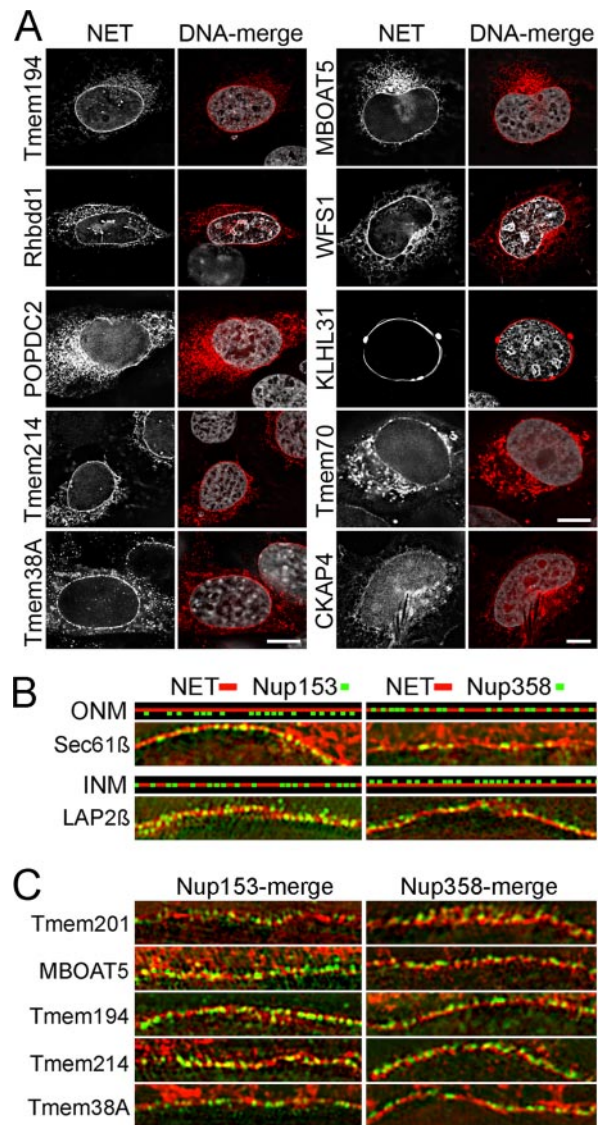 A
NET DNA-merge NET DNA-merge
Tmem194 MBOAT5
Rhbdd1 WFS1
POPDC2 KLHL31
Tmem214 Tmem70
Tmem38A CKAP4
B
NET Nup153 NET Nup358
ONM
Sec61ß
INM
LAP2ß
C
Nup153-merge Nup358-merge
Tmem201
MBOAT5
Tmem194
Tmem214
Tmem38A